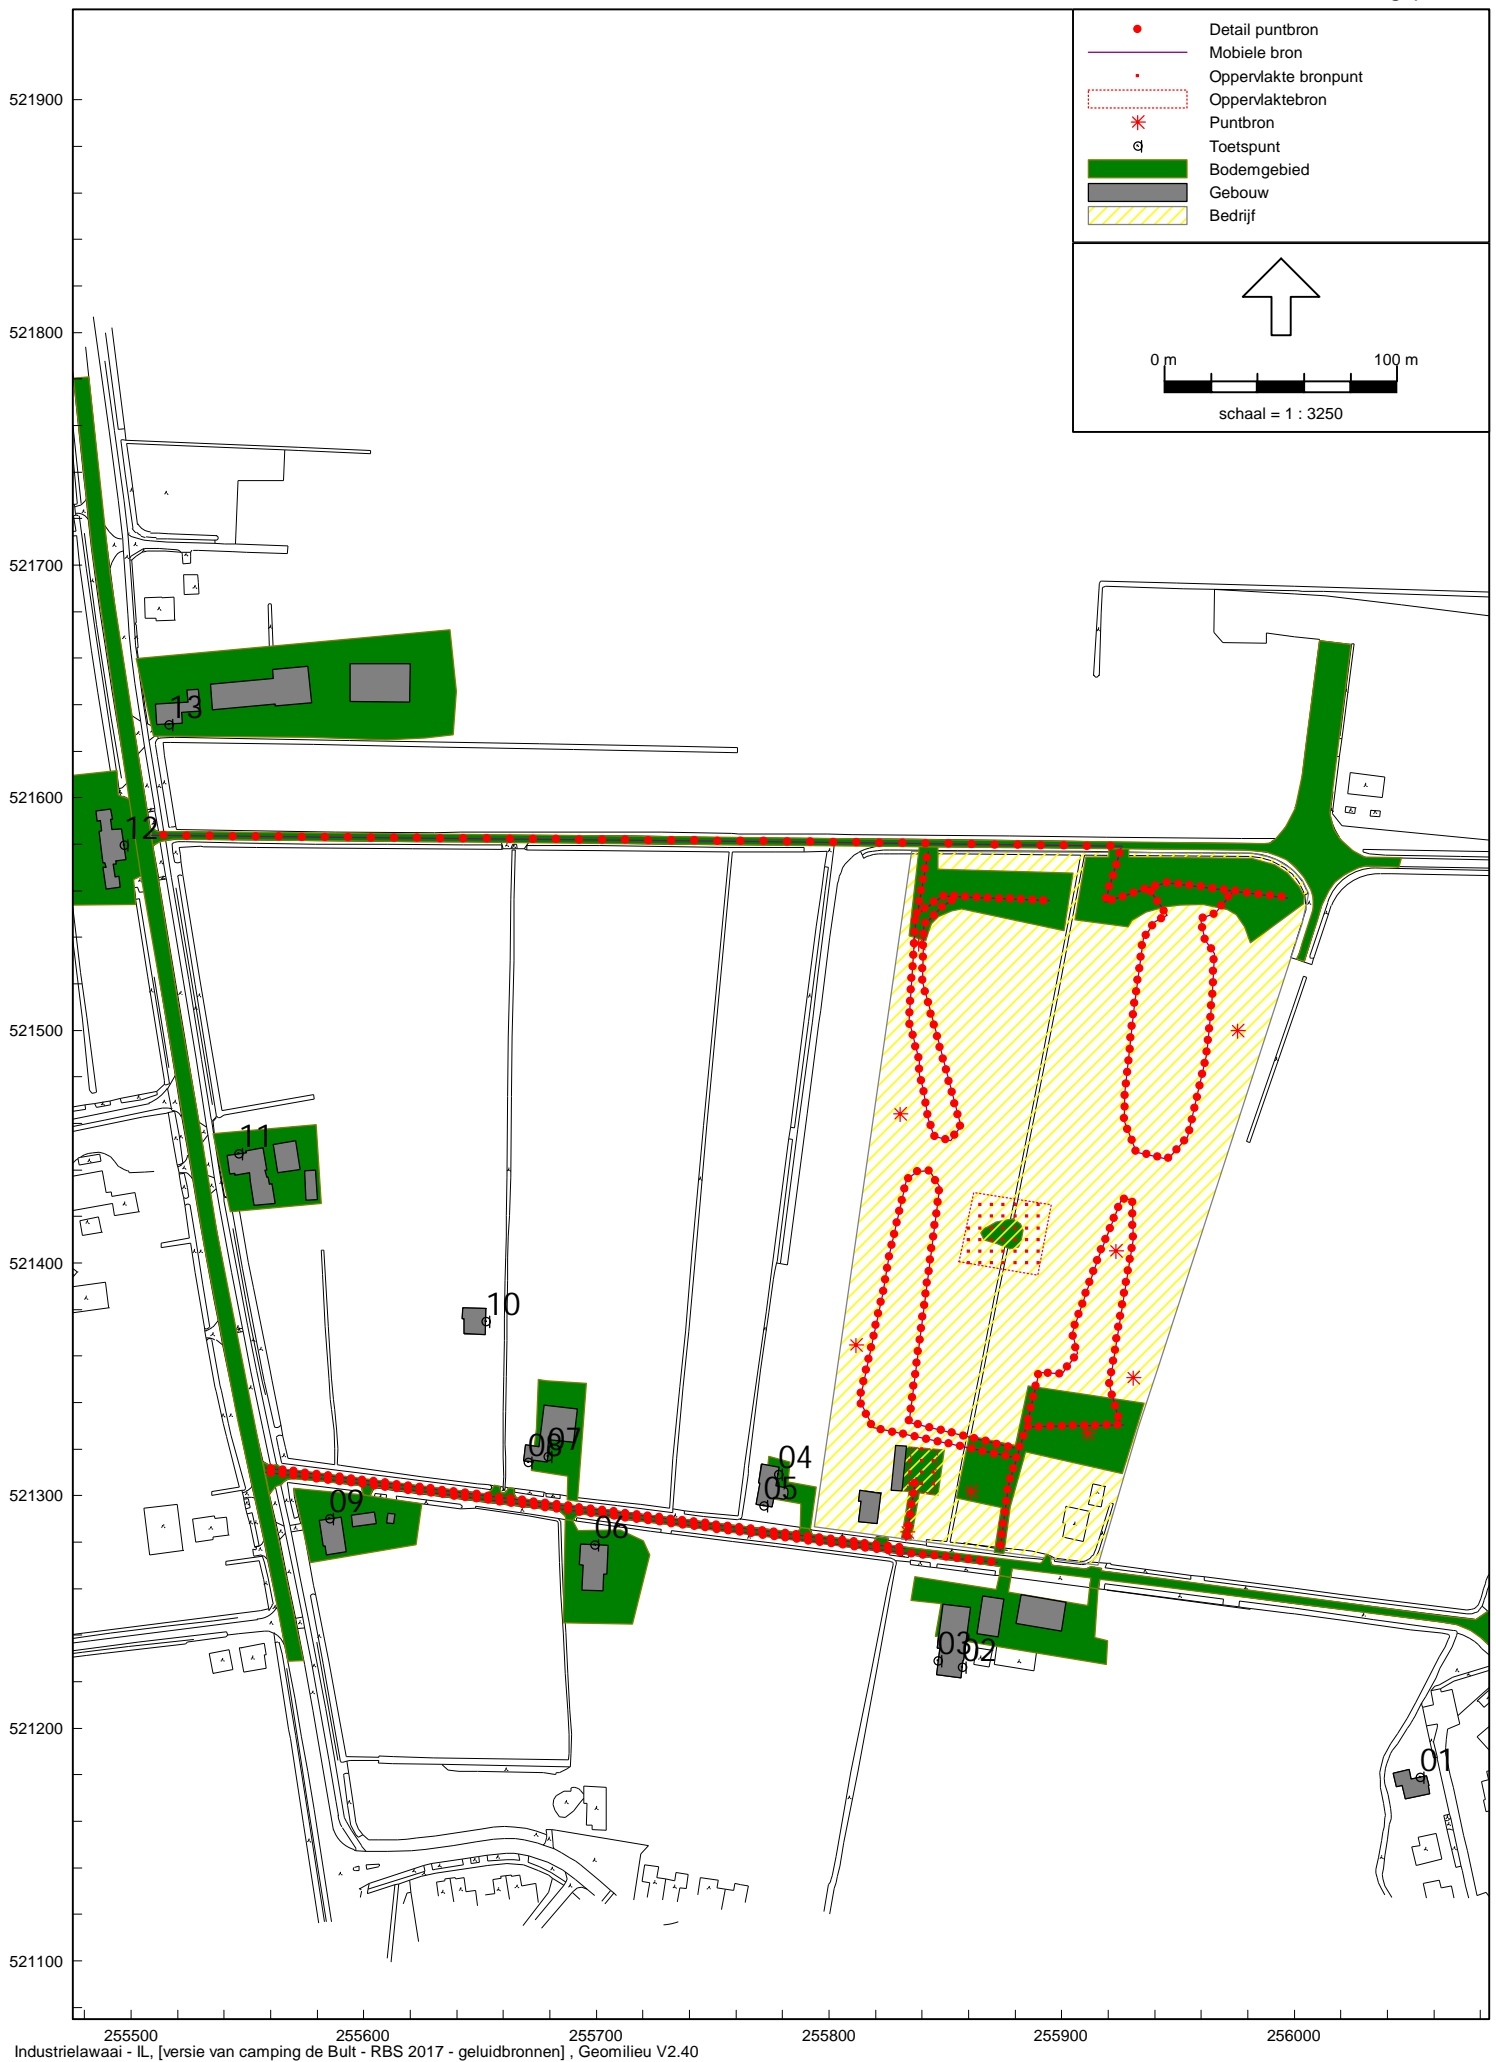 Detail puntbron
Mobiele bron
Oppervlakte bronpunt
Oppervlaktebron
Puntbron
Toetspunt
Bodemgebied
Gebouw
Bedrijf
0 m 100 m
schaal = 1 : 3250
521900
521800
521700
521600
521500
521400
521300
521200
521100
13
12
11
10
07
08
04
05
09
06
03
02
01
255500 255600 255700 255800 255900 256000
Industrielawaai - IL, [versie van camping de Bult - RBS 2017 - geluidbronnen] , Geomilieu V2.40